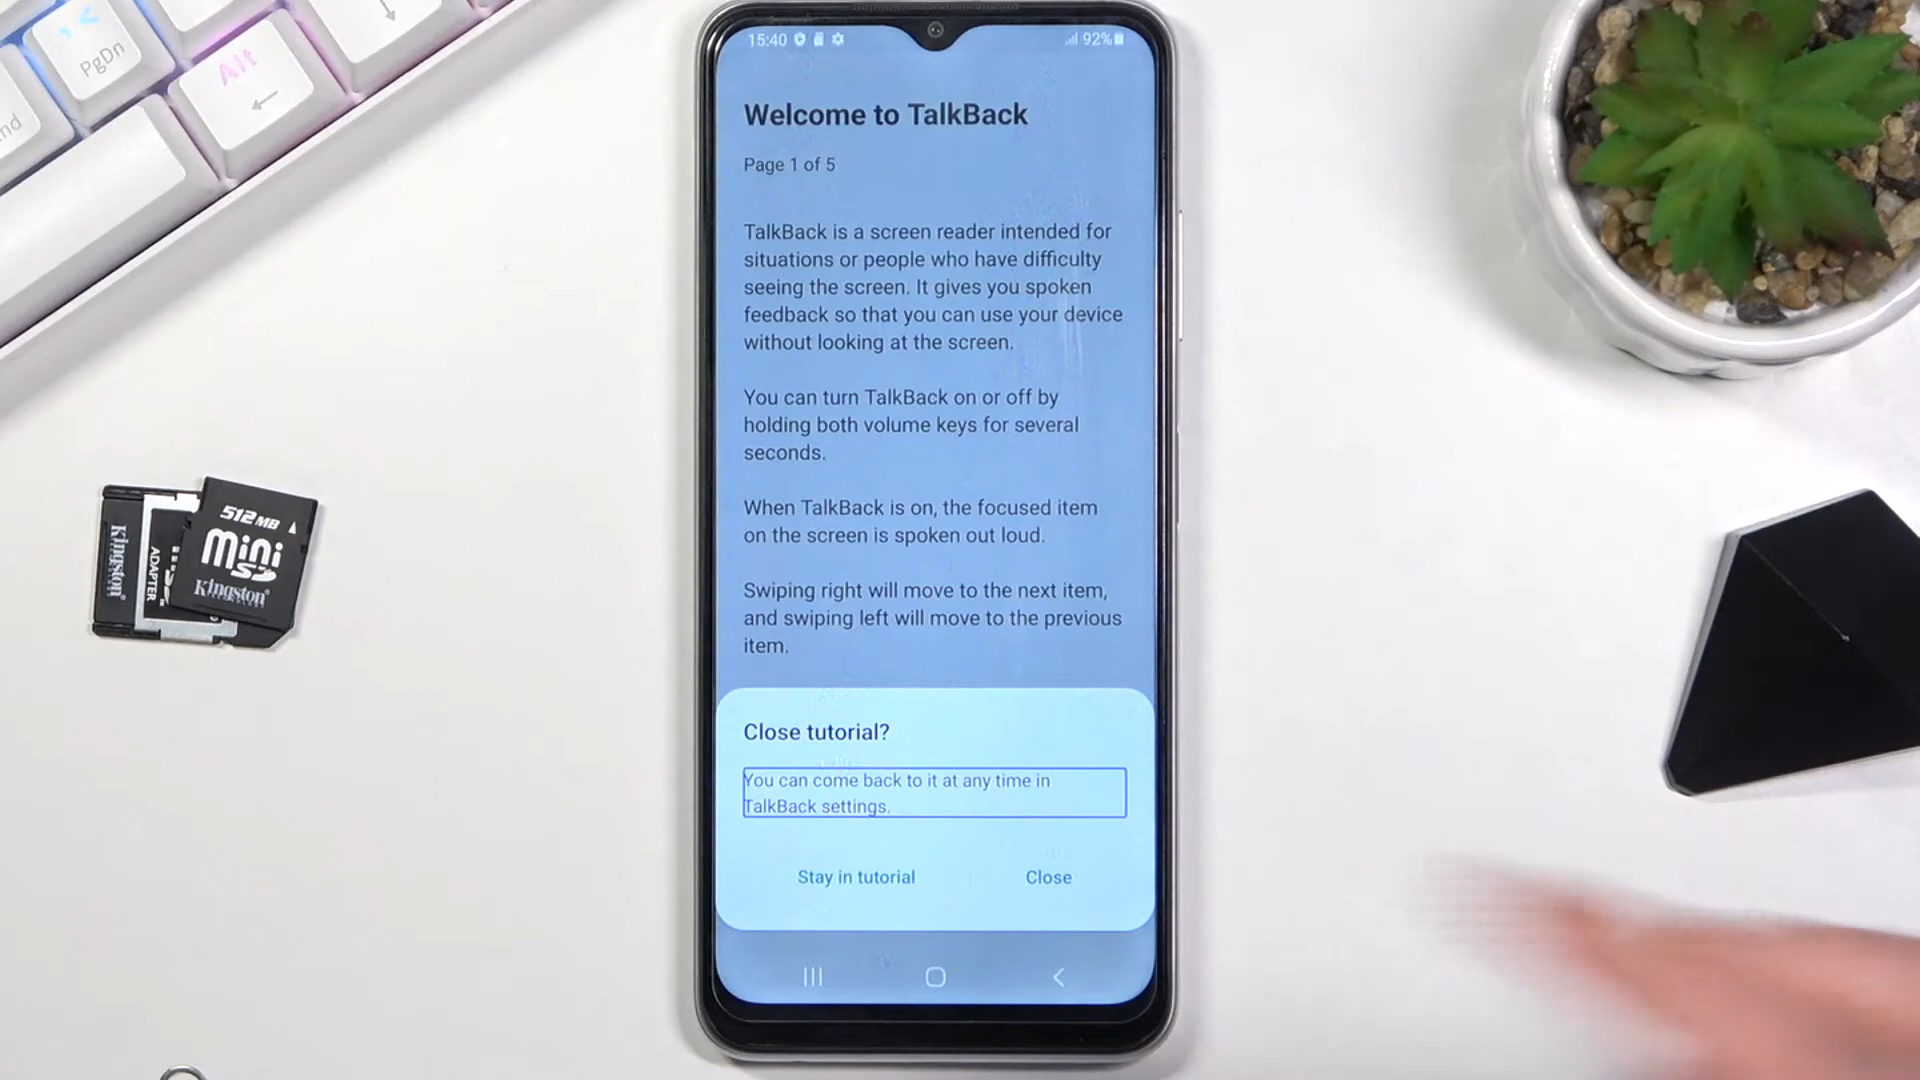 PgDn
Alt
nd
15:40
92%
Welcome to TalkBack
Page 1 of 5
TalkBack is a screen reader intended for
situations or people who have difficulty
seeing the screen. It gives you spoken
feedback so that you can use your device
without looking at the screen.
You can turn TalkBack on or off by
holding both volume keys for several
seconds.
When TalkBack is on, the focused item
on the screen is spoken out loud.
Swiping right will move to the next item,
and swiping left will move to the previous
item.
Close tutorial?
You can come back to it at any time in
TalkBack settings.
Stay in tutorial
Close
512 MB
mini
SD
Kingston
Kingston
ADAPTER